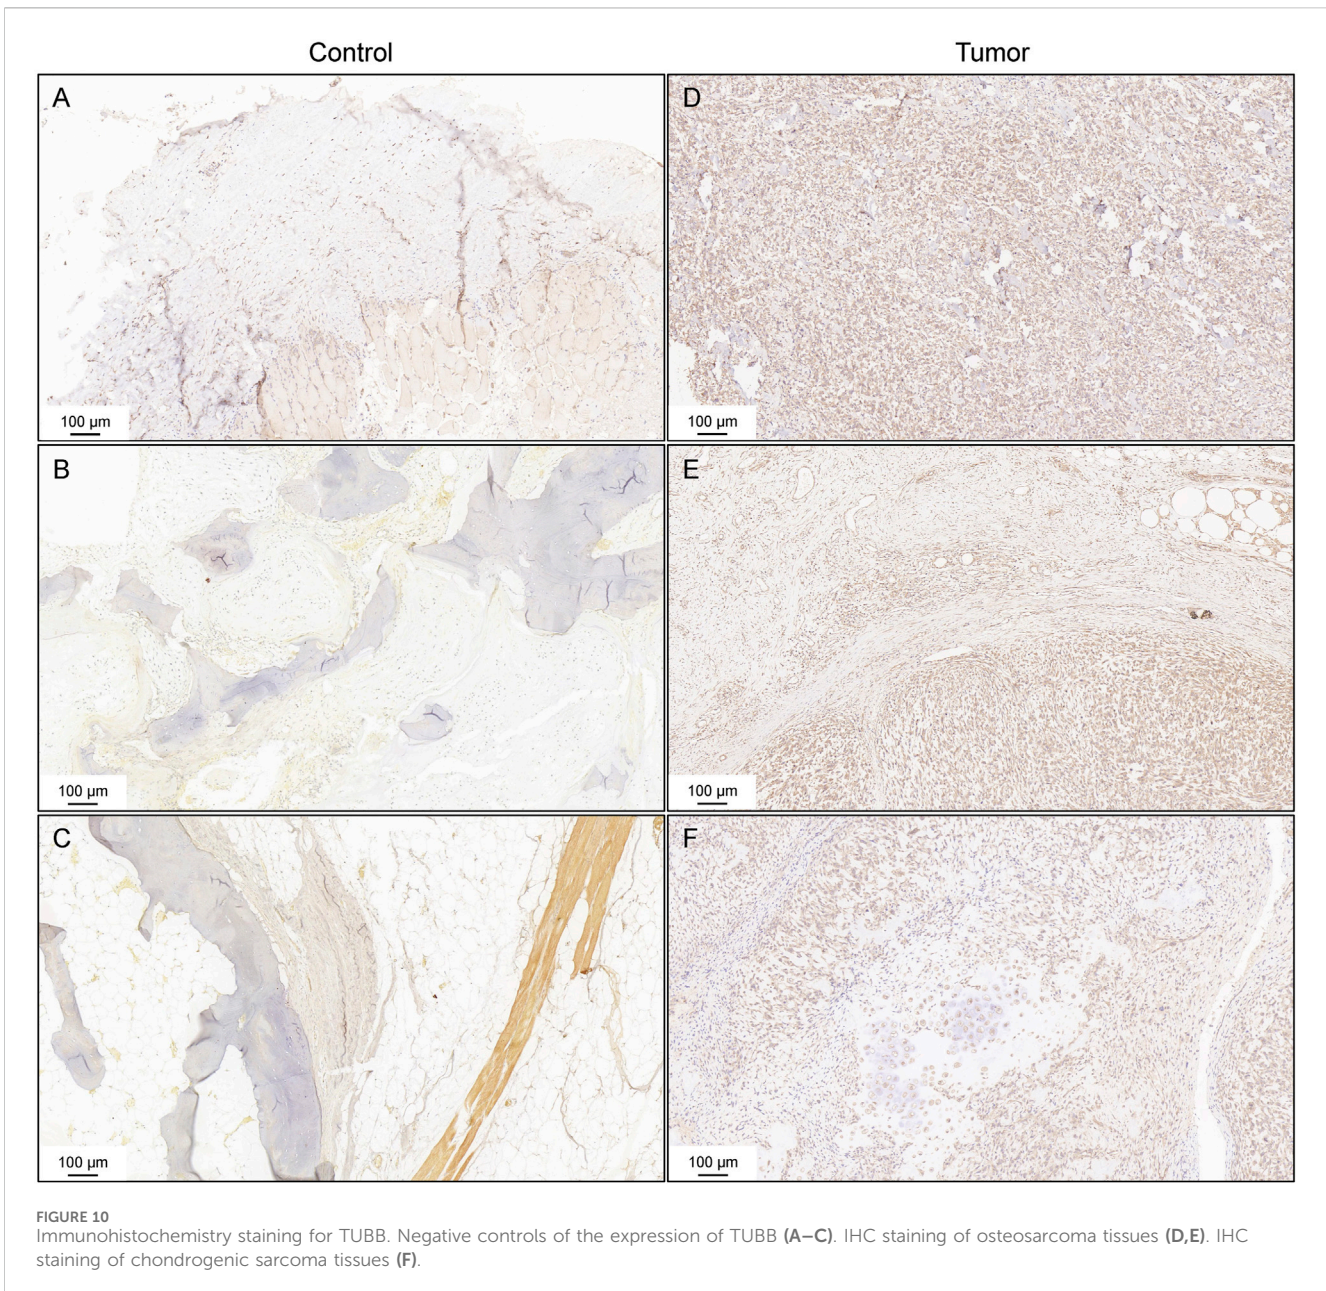 Control
Tumor
A
D
100 µm
100 µm
B
E
100 µm
100 µm
C
F
100 µm
100 µm
FIGURE 10
Immunohistochemistry staining for TUBB. Negative controls of the expression of TUBB (A–C). IHC staining of osteosarcoma tissues (D,E). IHC
staining of chondrogenic sarcoma tissues (F).